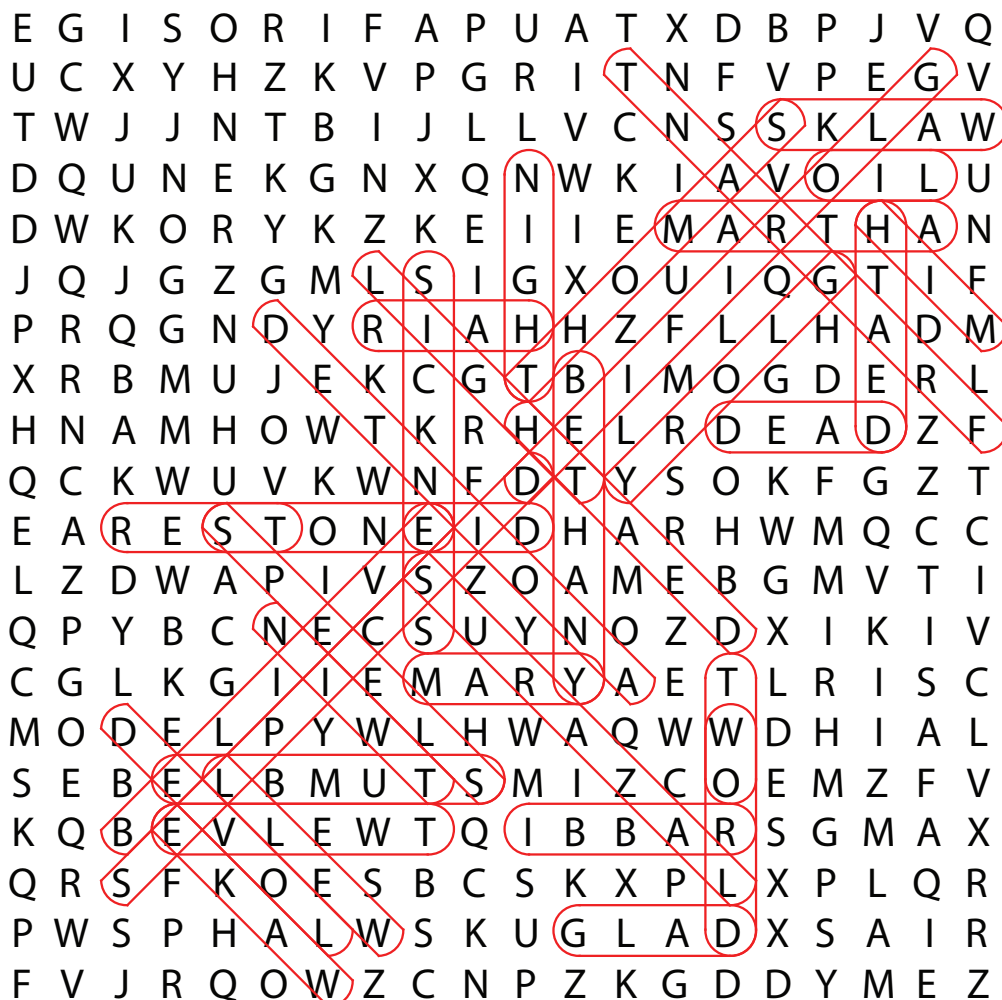 E G I S O R I F A P U A T X D B P J V Q
U C X Y H Z K V P G R I T N F V P E G V
T W J J N T B I J L L V C N S S K L A W
D Q U N E K G N X Q N W K I A V O I L U
D W K O R Y K Z K E I I E M A R T H A N
J Q J G Z G M L S I G X O U I Q G T I F
P R Q G N D Y R I A H H Z F L L H A D M
X R B M U J E K C G T B I M O G D E R L
H N A M H O W T K R H E L R D E A D Z F
Q C K W U V K W N F D T Y S O K F G Z T
E A R E S T O N E I D H A R H W M Q C C
L Z D W A P I V S Z O A M E B G M V T I
Q P Y B C N E C S U Y N O Z D X I K I V
C G L K G I I E M A R Y A E T L R I S C
M O D E L P Y W L H W A Q W W D H I A L
S E B E L B M U T S M I Z C O E M Z F V
K Q B E V L E W T Q I B B A R S G M A X
Q R S F K O E S B C S K X P L X P L Q R
P W S P H A L W S K U G L A D X S A I R
F V J R Q O W Z C N P Z K G D D Y M E Z